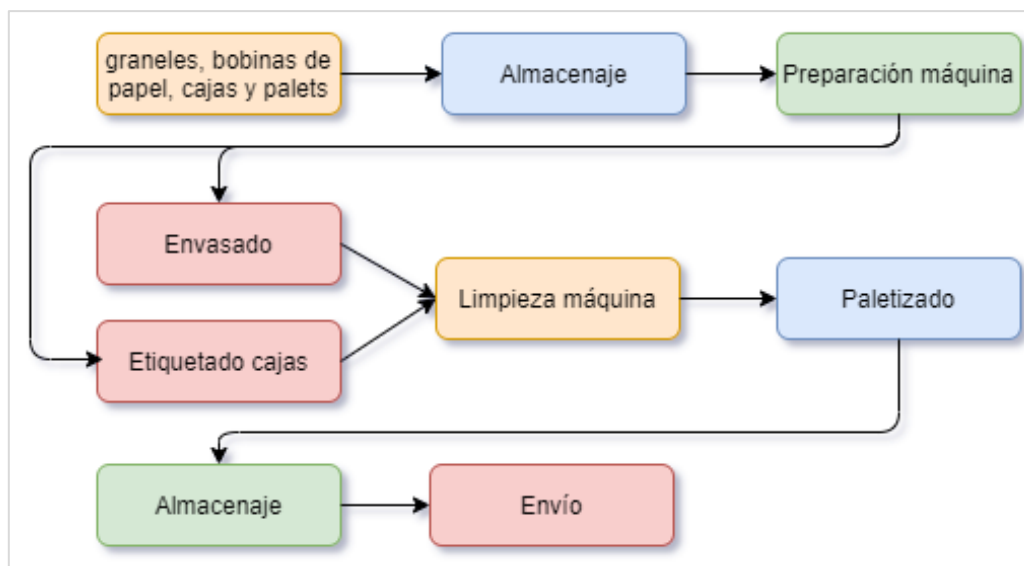 graneles, bobinas de
papel, cajas y palets
Almacenaje
Preparación máquina
Envasado
Etiquetado cajas
Limpieza máquina
Paletizado
Almacenaje
Envío